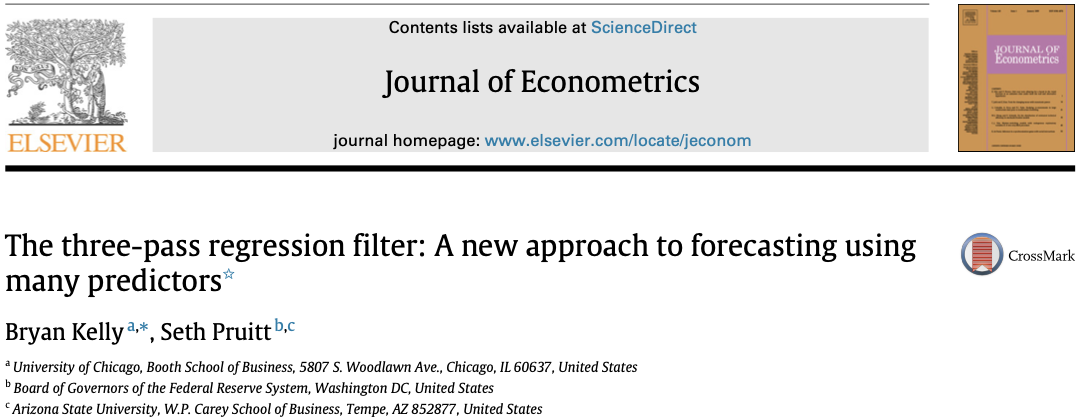 Contents lists available at ScienceDirect
Journal of Econometrics
journal homepage: www.elsevier.com/locate/jeconom
ELSEVIER
JOURNAL OF
Econometrics
The three-pass regression filter: A new approach to forecasting using
many predictors☆
CrossMark
Bryan Kelly a,*, Seth Pruitt b,c
a University of Chicago, Booth School of Business, 5807 S. Woodlawn Ave., Chicago, IL 60637, United States
b Board of Governors of the Federal Reserve System, Washington DC, United States
c Arizona State University, W.P. Carey School of Business, Tempe, AZ 852877, United States